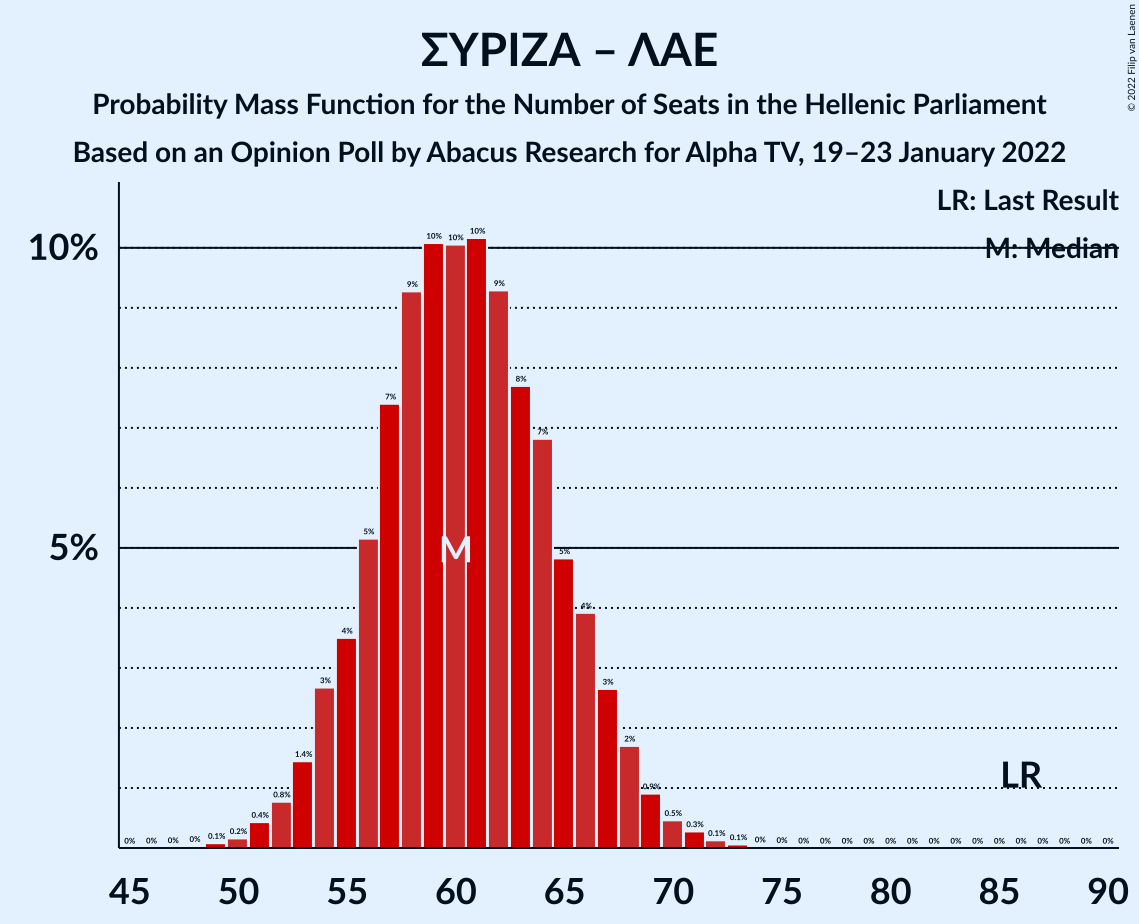 ΣΥΡΙΖΑ – ΛΑΕ
Probability Mass Function for the Number of Seats in the Hellenic Parliament
Based on an Opinion Poll by Abacus Research for Alpha TV, 19–23 January 2022
© 2022 Filip van Laenen
LR: Last Result
M: Median
10%
5%
0% 0% 0% 0% 0.1% 0.2% 0.4% 0.8% 1.4% 3% 4% 5% 7% 9% 10% 10% 10% 9% 8% 7% 5% 4% 3% 2% 0.9% 0.5% 0.3% 0.1% 0.1% 0% 0% 0% 0% 0% 0% 0% 0% 0% 0% 0% 0% 0% 0% 0% 0% 0%
M
LR
45 50 55 60 65 70 75 80 85 90